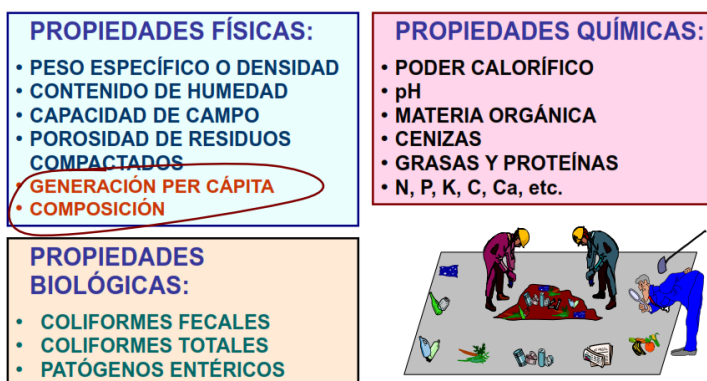 PROPIEDADES FÍSICAS:
• PESO ESPECÍFICO O DENSIDAD
• CONTENIDO DE HUMEDAD
• CAPACIDAD DE CAMPO
• POROSIDAD DE RESIDUOS
COMPACTADOS
• GENERACIÓN PER CÁPITA
• COMPOSICIÓN
PROPIEDADES QUÍMICAS:
• PODER CALORÍFICO
• pH
• MATERIA ORGÁNICA
• CENIZAS
• GRASAS Y PROTEÍNAS
• N, P, K, C, Ca, etc.
PROPIEDADES
BIOLÓGICAS:
• COLIFORMES FECALES
• COLIFORMES TOTALES
• PATÓGENOS ENTÉRICOS